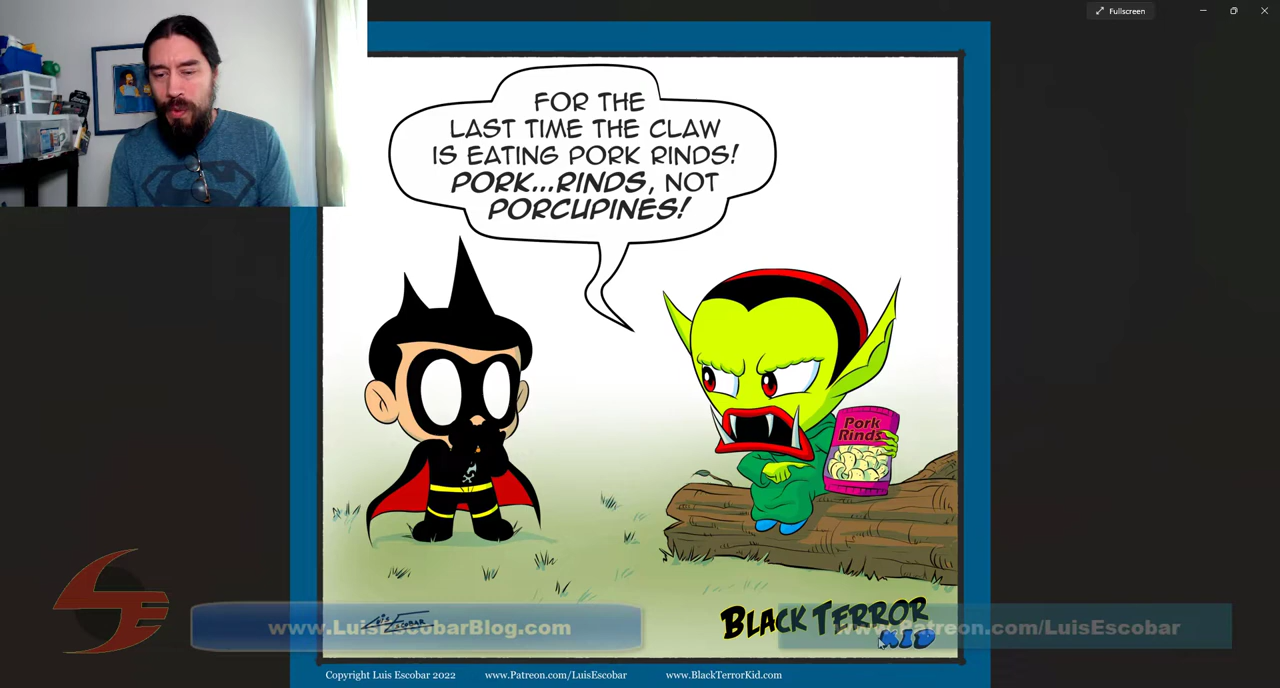 Fullscreen
FOR THE
LAST TIME THE CLAW
IS EATING PORK RINDS!
PORK...RINDS, NOT
PORCUPINES!
Pork
Rinds
LUIS ESCOBAR
BLACK TERROR
KID
www.LuisEscobarBlog.com
www.Patreon.com/LuisEscobar
Copyright Luis Escobar 2022 www.Patreon.com/LuisEscobar www.BlackTerrorKid.com